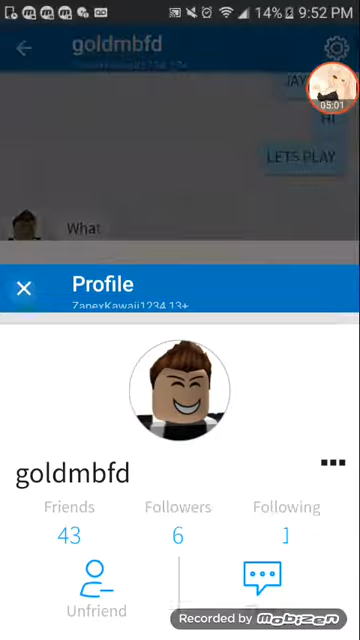 14% 9:52 PM
goldmbfd
JAY
05:01
HI
LETS PLAY
What
Profile
ZanexKawaii1234 13+
goldmbfd
Friends Followers Following
43 6 1
Unfriend
Recorded by Mobizen